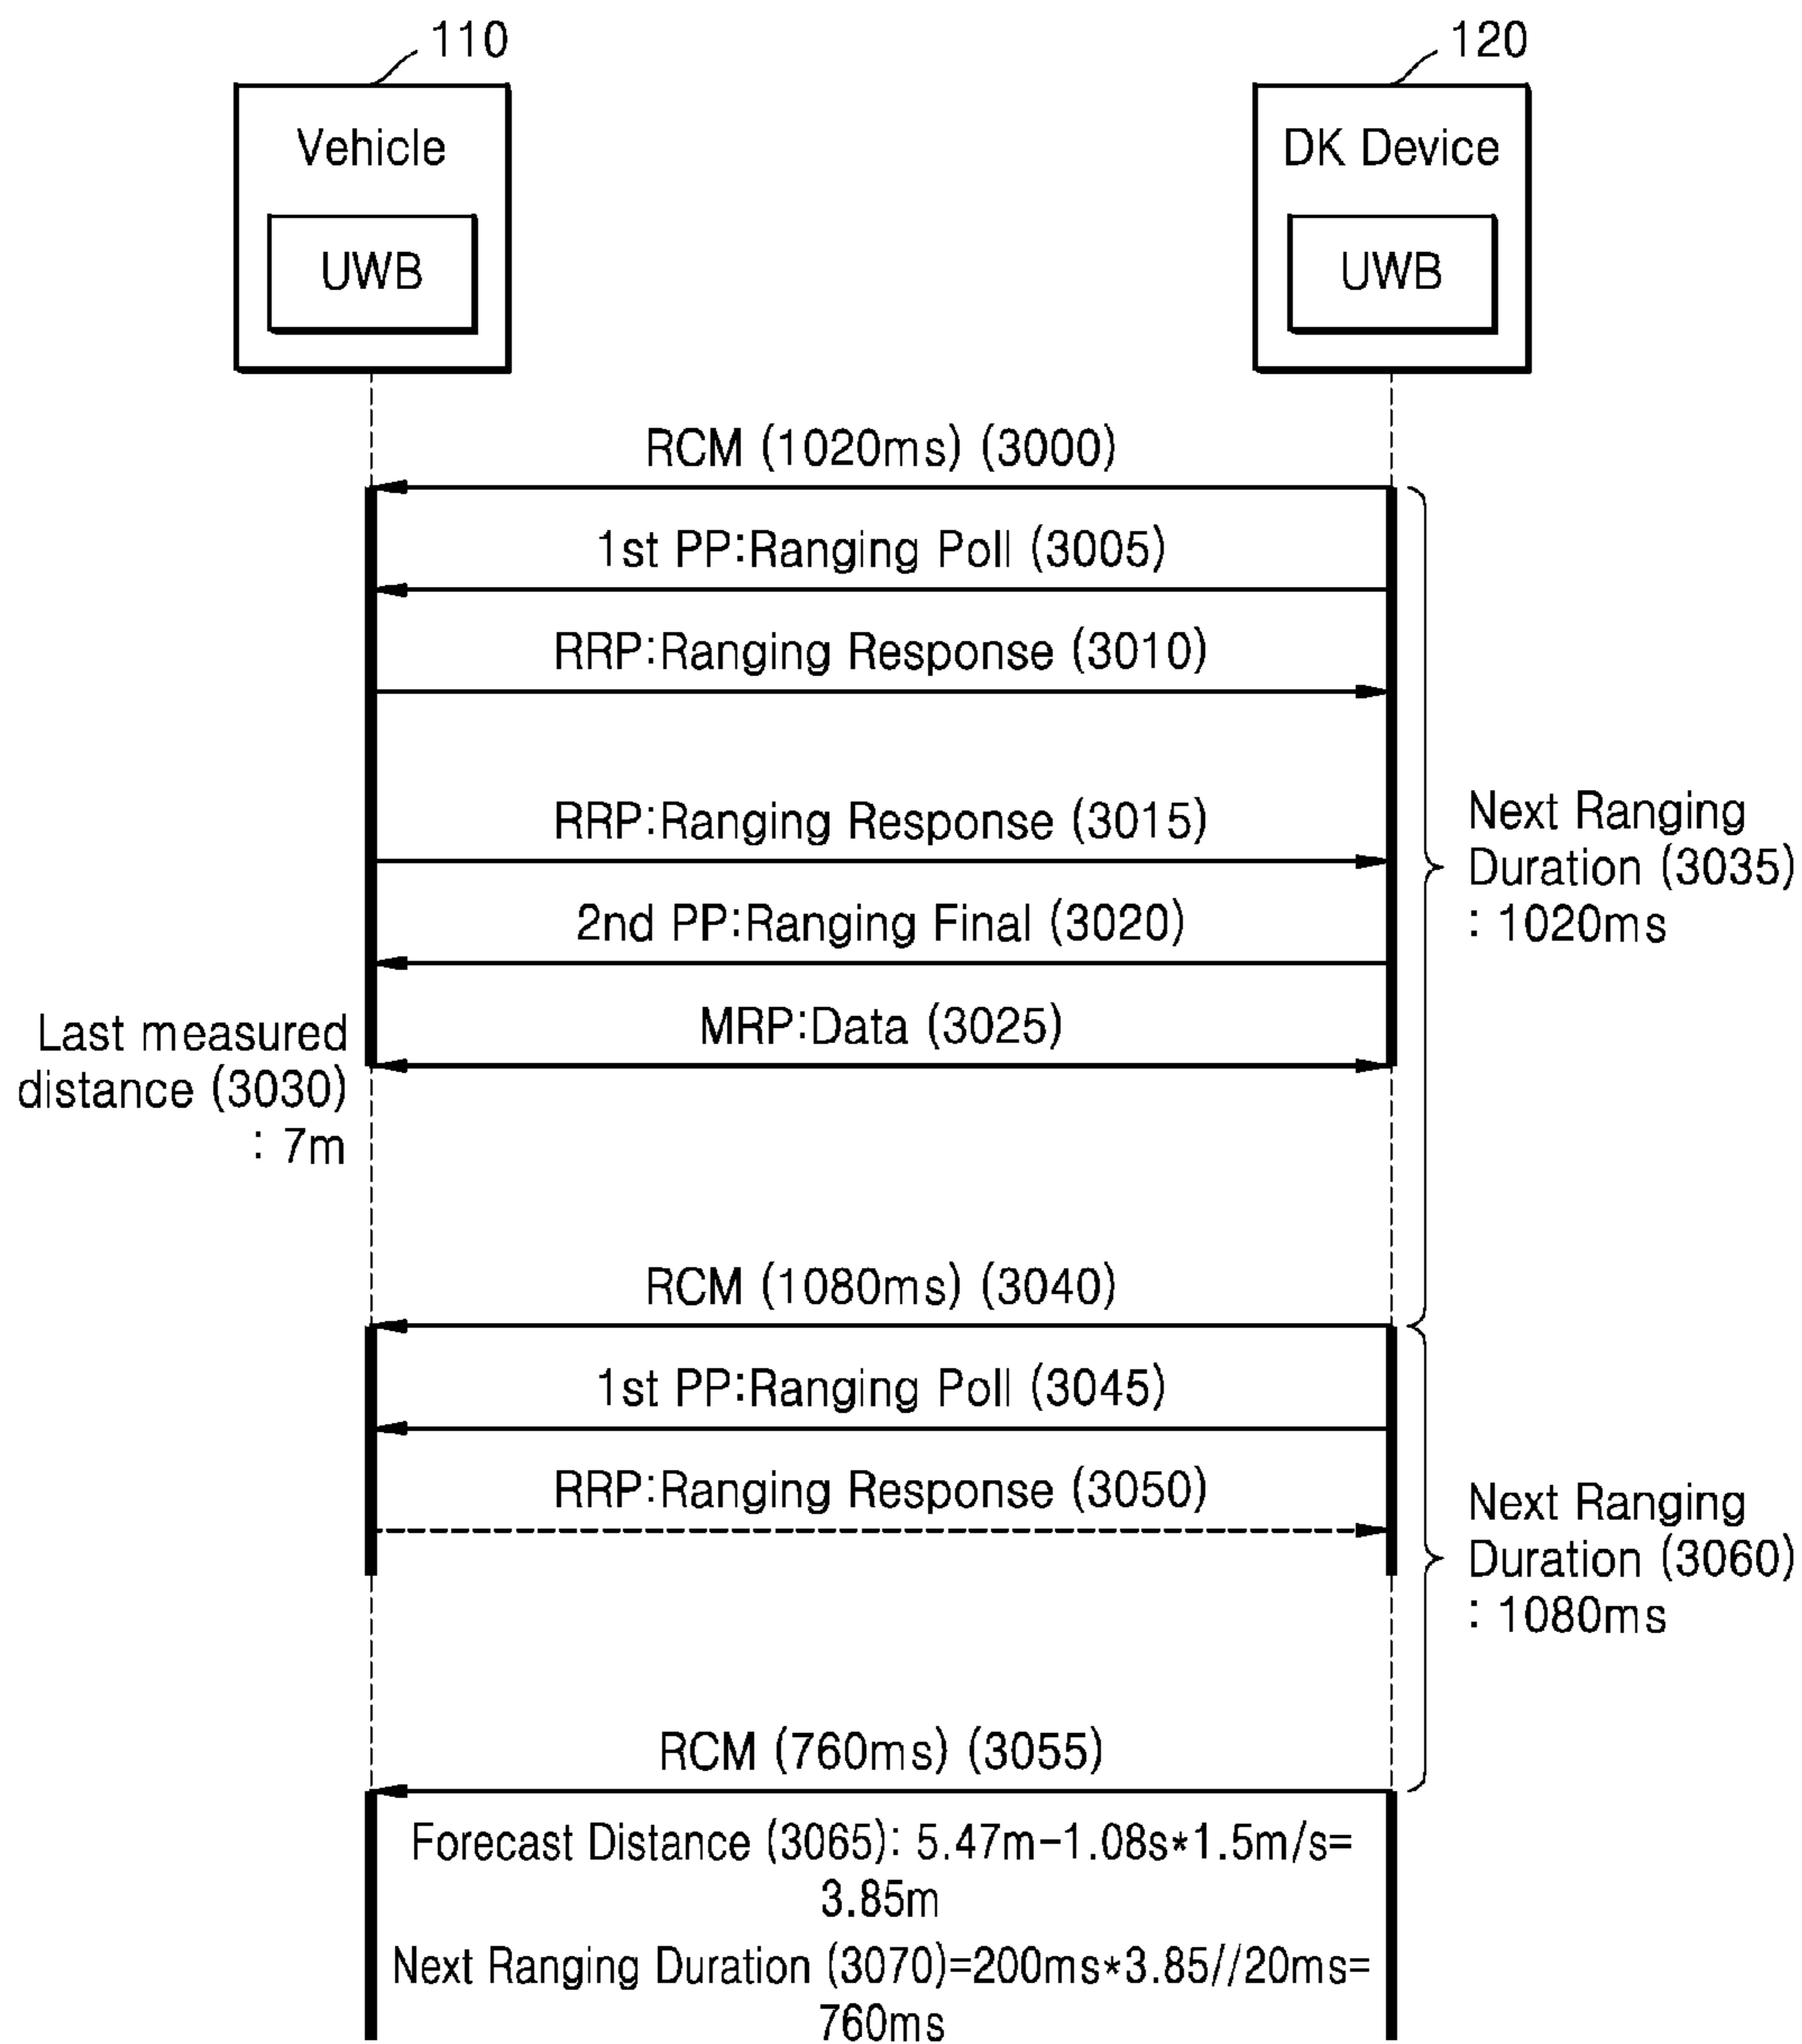 110
120
Vehicle
DK Device
UWB
UWB
RCM (1020ms) (3000)
1st PP:Ranging Poll (3005)
RRP:Ranging Response (3010)
RRP:Ranging Response (3015)
Next Ranging
Duration (3035)
: 1020ms
2nd PP:Ranging Final (3020)
MRP:Data (3025)
Last measured
distance (3030)
: 7m
RCM (1080ms) (3040)
1st PP:Ranging Poll (3045)
RRP:Ranging Response (3050)
Next Ranging
Duration (3060)
: 1080ms
RCM (760ms) (3055)
Forecast Distance (3065): 5.47m-1.08s*1.5m/s=
3.85m
Next Ranging Duration (3070)=200ms*3.85//20ms=
760ms